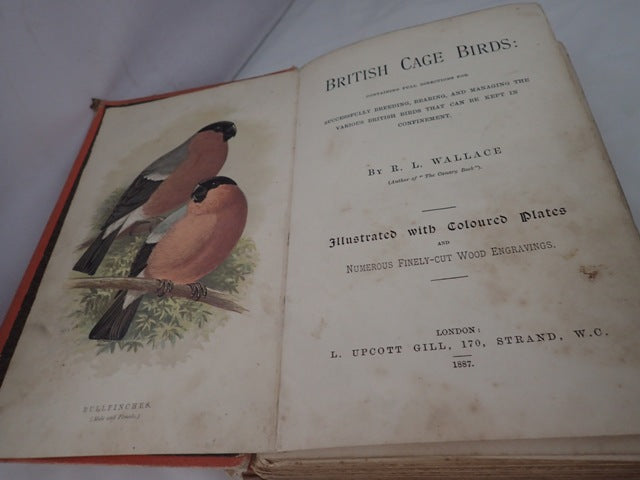 BULLFINCHES.
(Male and Female.)
BRITISH CAGE BIRDS:
CONTAINING FULL DIRECTIONS FOR
SUCCESSFULLY BREEDING, REARING, AND MANAGING THE
VARIOUS BRITISH BIRDS THAT CAN BE KEPT IN
CONFINEMENT.
BY R. L. WALLACE
(Author of "The Canary Book").
Illustrated with Coloured Plates
AND
NUMEROUS FINELY-CUT WOOD ENGRAVINGS.
LONDON:
L. UPCOTT GILL, 170, STRAND, W.C.
1887.